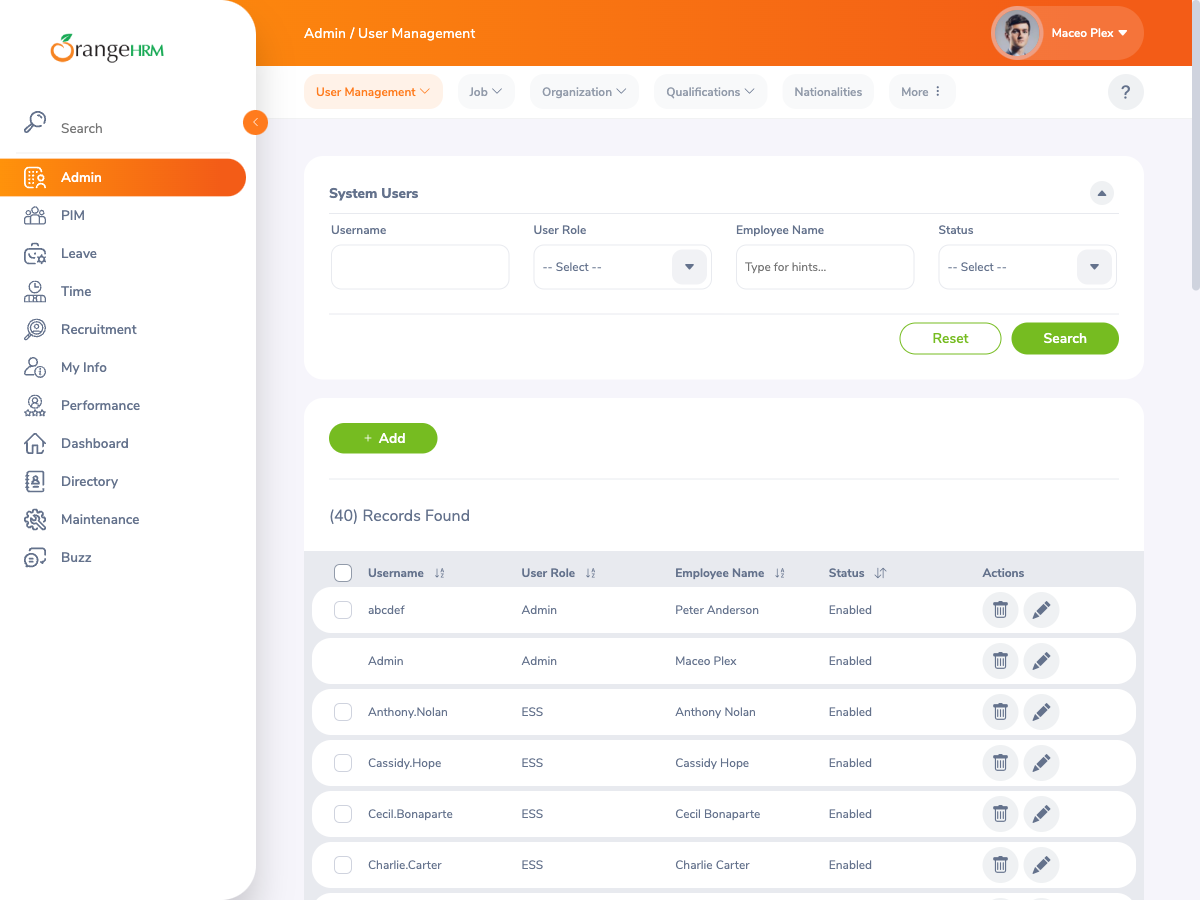 OrangeHRM
Search
Admin
PIM
Leave
Time
Recruitment
My Info
Performance
Dashboard
Directory
Maintenance
Buzz
Admin / User Management
Maceo Plex
User Management
Job
Organization
Qualifications
Nationalities
More
?
System Users
Username
User Role
Employee Name
Status
-- Select --
Type for hints...
-- Select --
Reset
Search
+ Add
(40) Records Found
Username User Role Employee Name Status Actions
abcdef Admin Peter Anderson Enabled
Admin Admin Maceo Plex Enabled
Anthony.Nolan ESS Anthony Nolan Enabled
Cassidy.Hope ESS Cassidy Hope Enabled
Cecil.Bonaparte ESS Cecil Bonaparte Enabled
Charlie.Carter ESS Charlie Carter Enabled